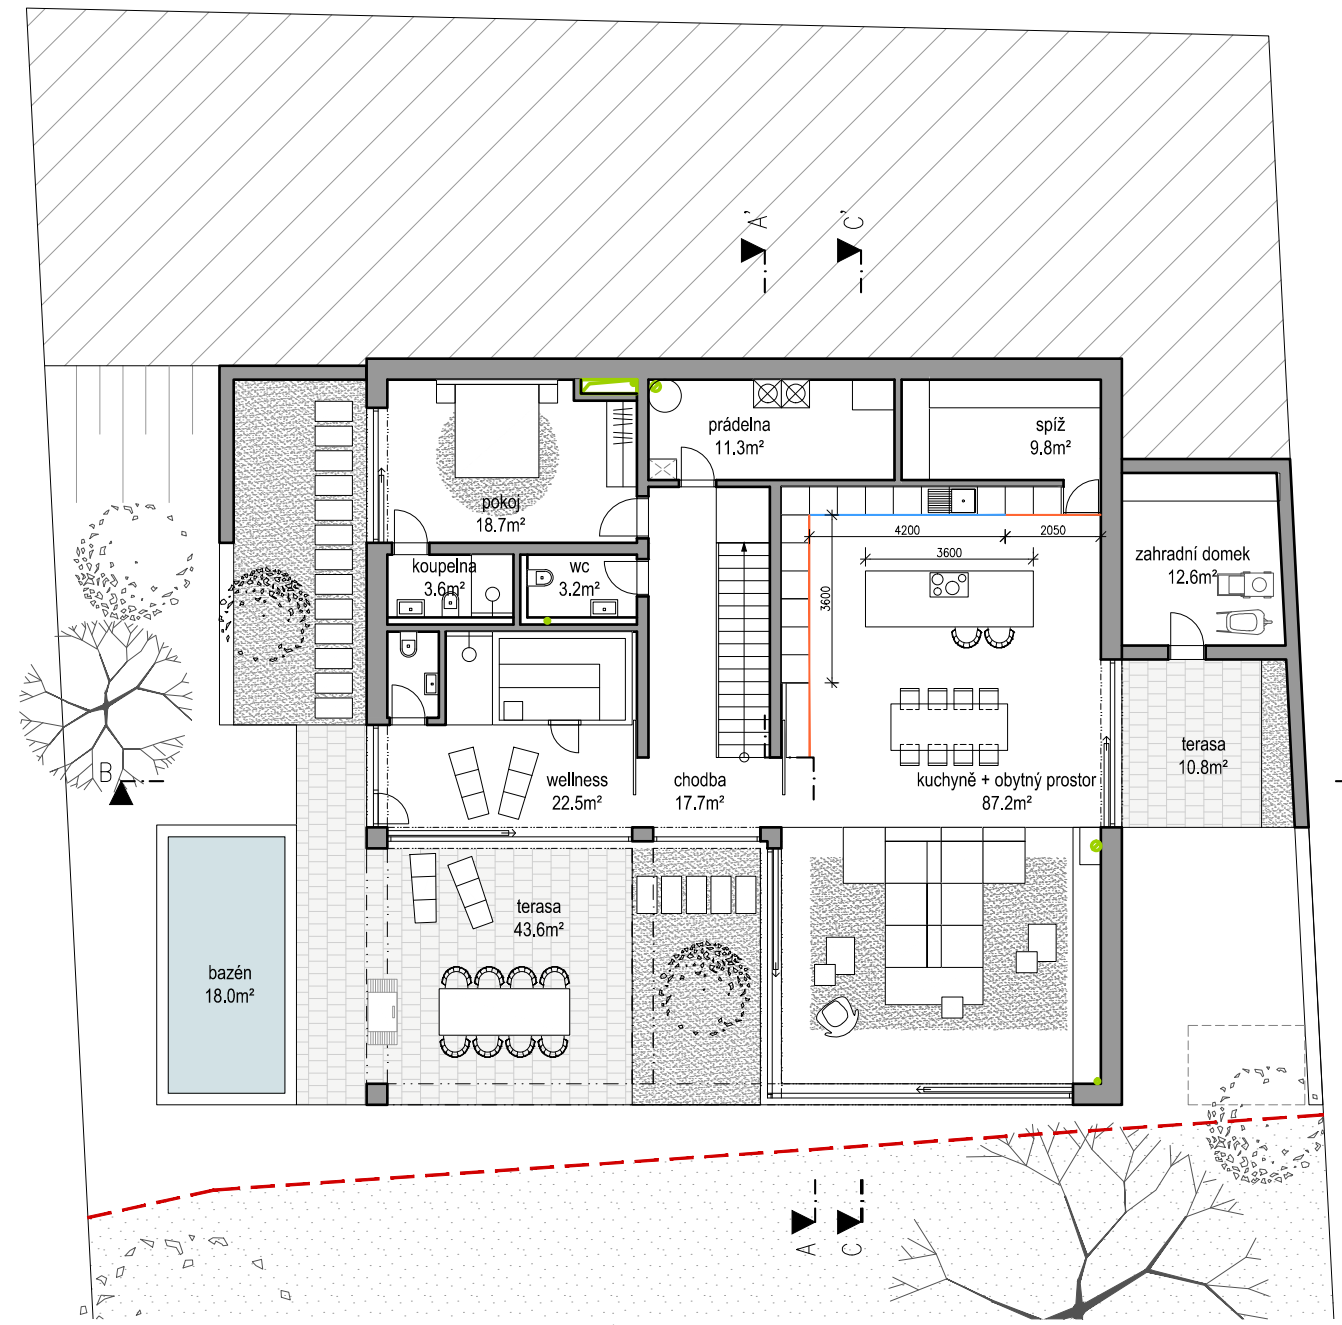 A'
C'
prádelna
11.3m²
spíž
9.8m²
pokoj
18.7m²
4200
2050
3600
3600
koupelna
3.6m²
wc
3.2m²
zahradní domek
12.6m²
wellness
22.5m²
chodba
17.7m²
kuchyně + obytný prostor
87.2m²
terasa
10.8m²
B
terasa
43.6m²
bazén
18.0m²
A
C